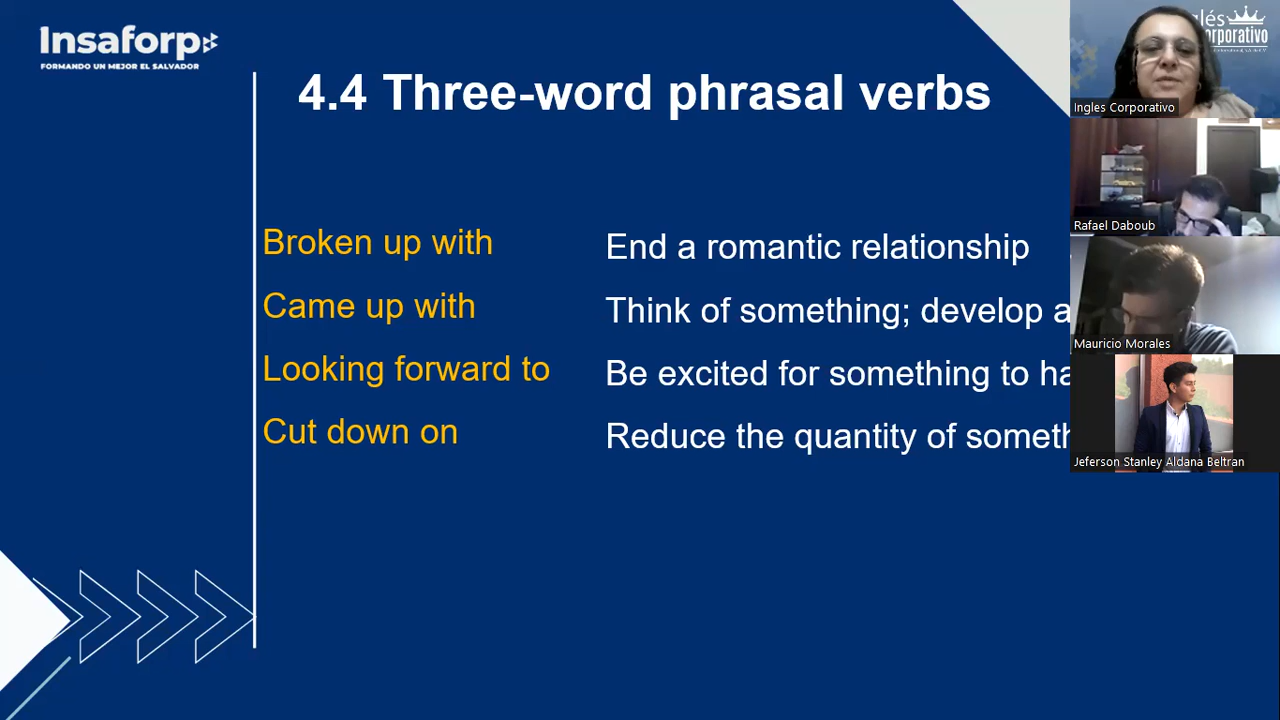 Insaforp
FORMANDO UN MEJOR EL SALVADOR
4.4 Three-word phrasal verbs
Broken up with
End a romantic relationship
Came up with
Think of something; develop a
Looking forward to
Be excited for something to ha
Cut down on
Reduce the quantity of someth
glés
orporativo
Ingles Corporativo
Rafael Daboub
Mauricio Morales
Jeferson Stanley Aldana Beltran